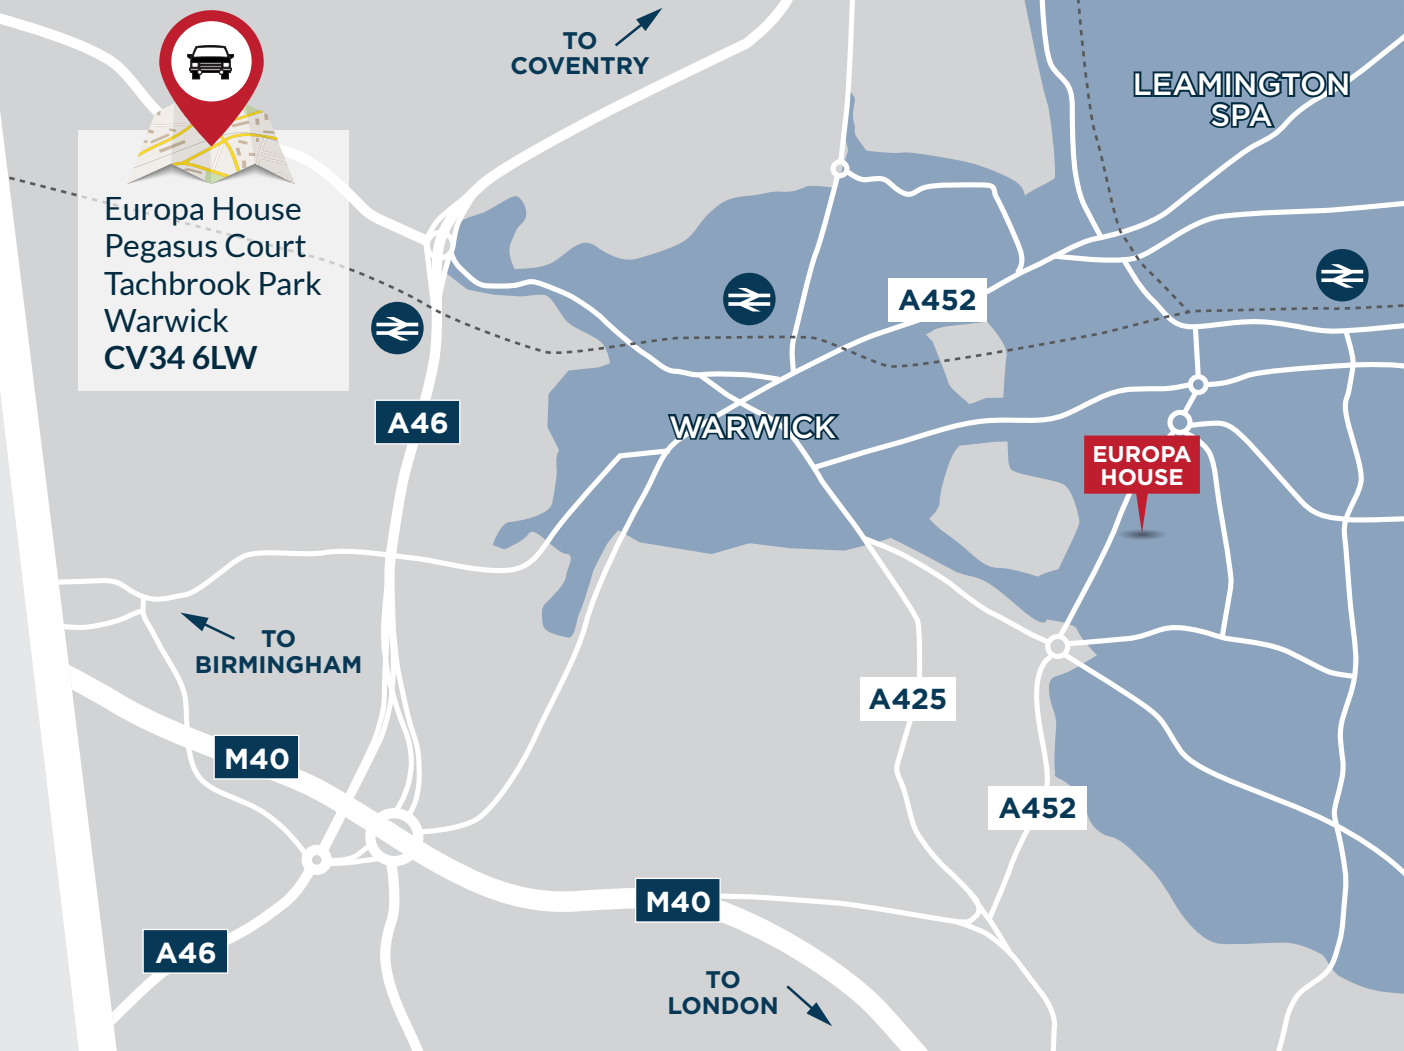 TO
COVENTRY
LEAMINGTON
SPA
Europa House
Pegasus Court
Tachbrook Park
Warwick
CV34 6LW
A452
A46
WARWICK
EUROPA
HOUSE
TO
BIRMINGHAM
A425
M40
A452
M40
A46
TO
LONDON